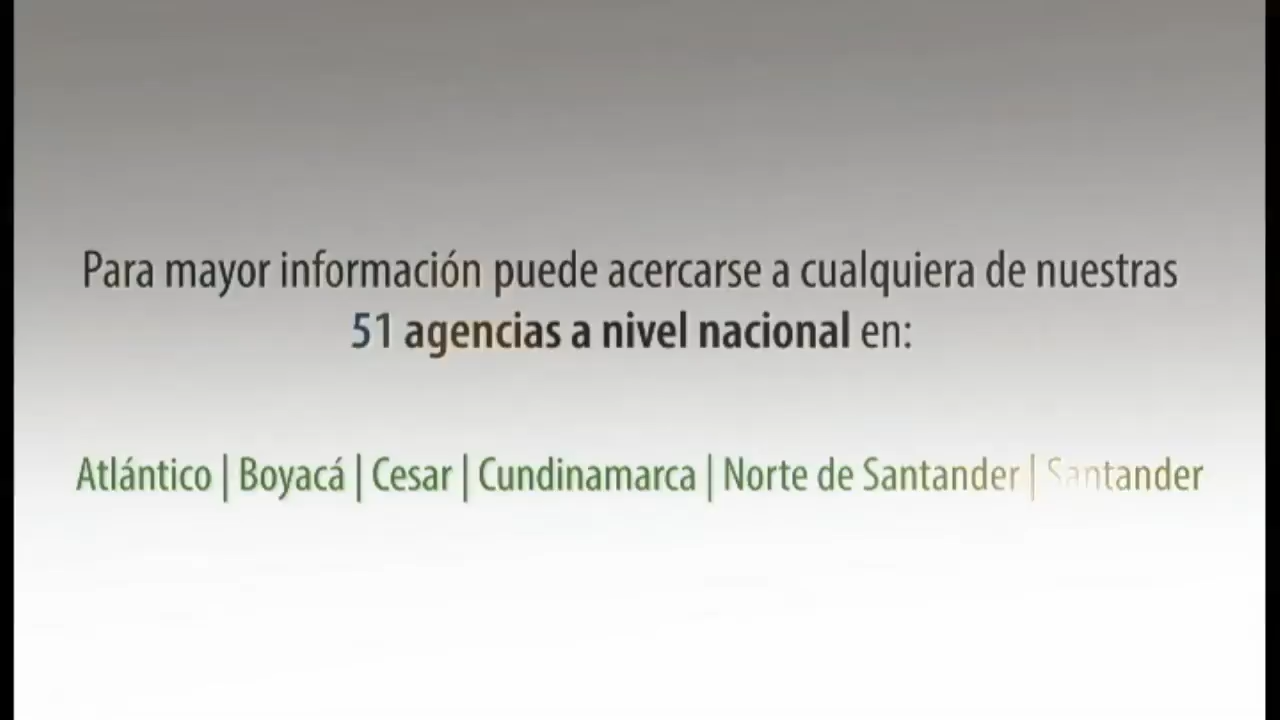 Para mayor información puede acercarse a cualquiera de nuestras
51 agencias a nivel nacional en:
Atlántico | Boyacá | Cesar | Cundinamarca | Norte de Santander | Santander